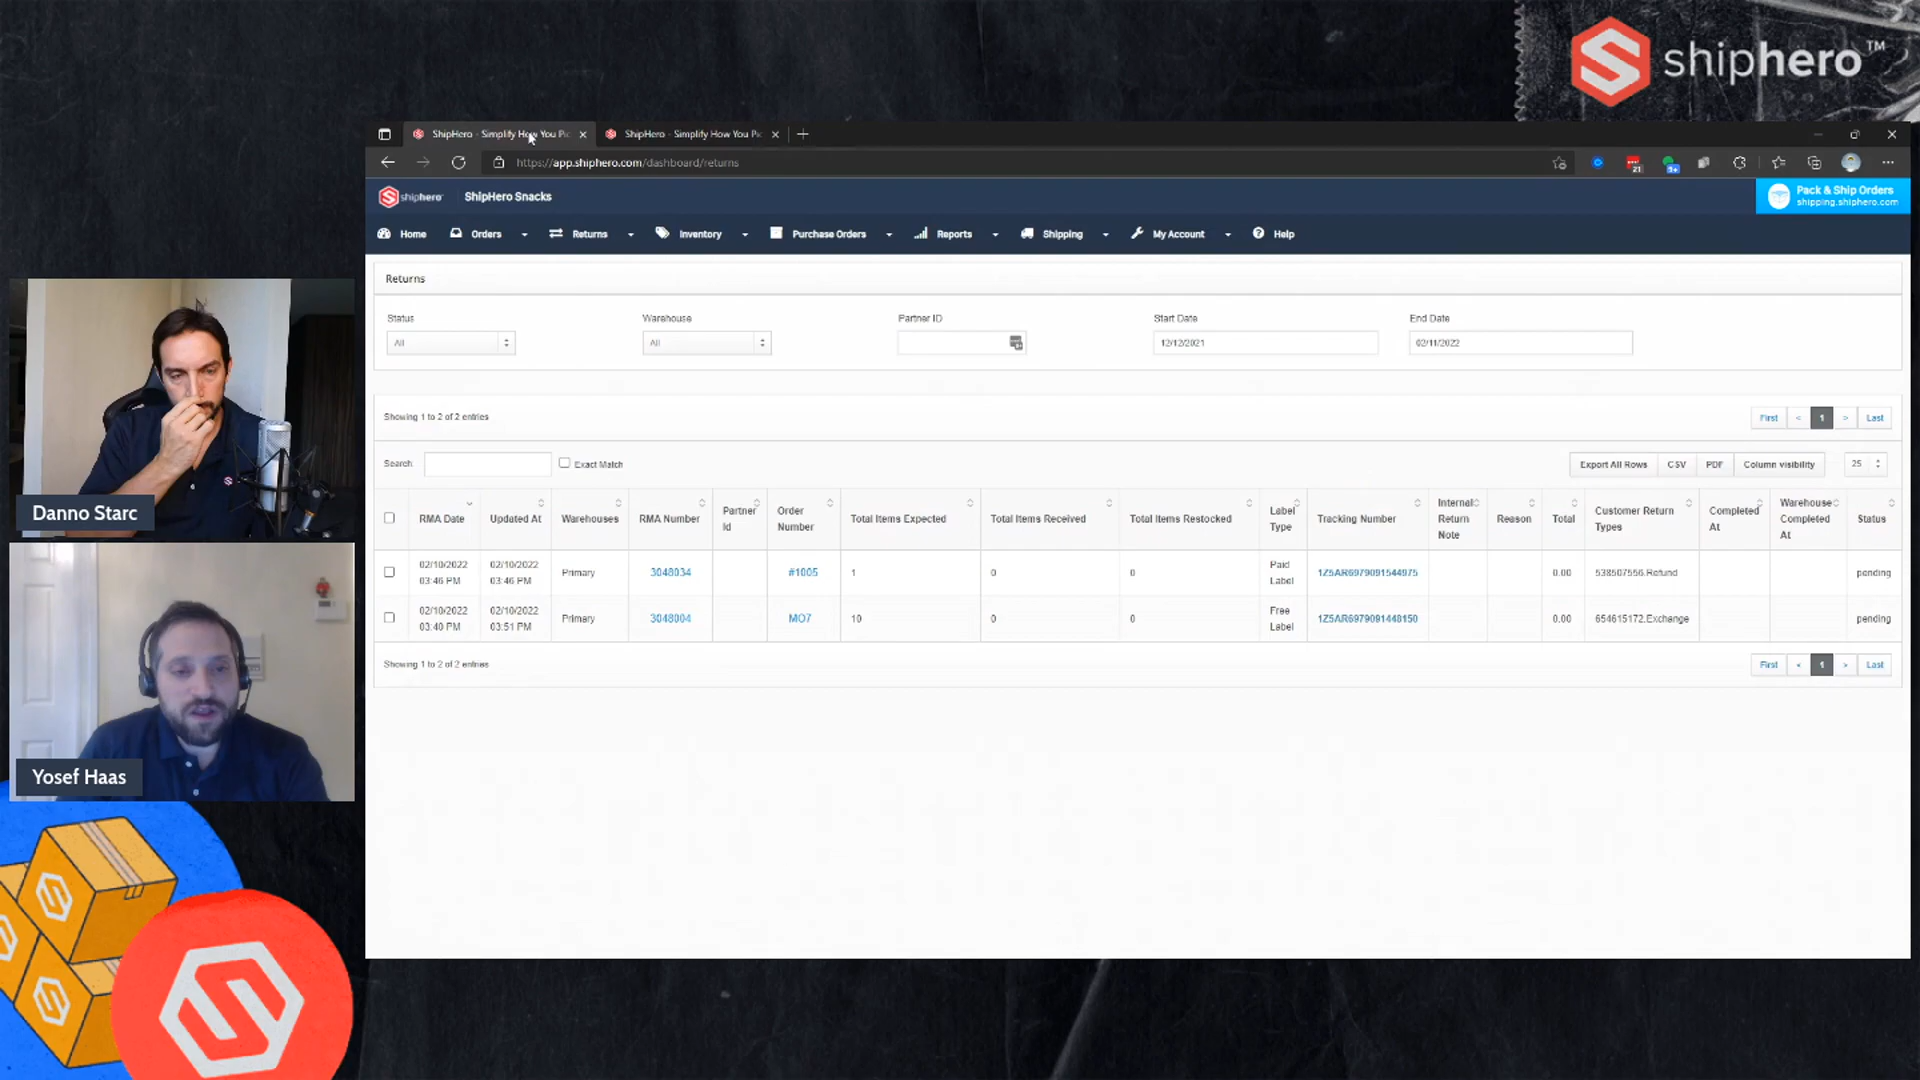 shiphero™
ShipHero - Simplify How You Pic
ShipHero - Simplify How You Pic
https://app.shiphero.com/dashboard/returns
21
9+
shiphero
ShipHero Snacks
Pack & Ship Orders
shipping.shiphero.com
Home
Orders
Returns
Inventory
Purchase Orders
Reports
Shipping
My Account
Help
Returns
Status
Warehouse
Partner ID
Start Date
End Date
All
All
12/12/2021
02/11/2022
Showing 1 to 2 of 2 entries
First < 1 > Last
Search
Exact Match
Export All Rows CSV PDF Column visibility
25
RMA Date
Updated At
Warehouses
RMA Number
Partner Id
Order Number
Total Items Expected
Total Items Received
Total Items Restocked
Label Type
Tracking Number
Internal Return Note
Reason
Total
Customer Return Types
Completed At
Warehouse Completed At
Status
02/10/2022 03:46 PM 02/10/2022 03:46 PM Primary 3048034 #1005 1 0 0 Paid Label 1Z5AR6979091544975 0.00 538507556.Refund pending
02/10/2022 03:40 PM 02/10/2022 03:51 PM Primary 3048004 MO7 10 0 0 Free Label 1Z5AR6979091448150 0.00 654615172.Exchange pending
Showing 1 to 2 of 2 entries
First < 1 > Last
Danno Starc
Yosef Haas